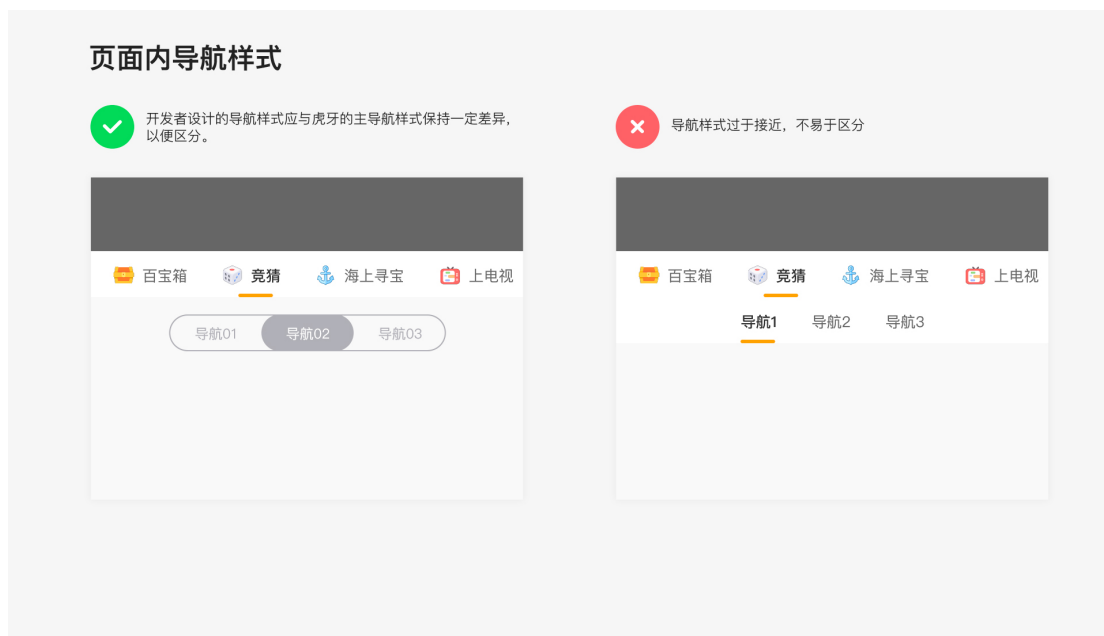 页面内导航样式
开发者设计的导航样式应与虎牙的主导航样式保持一定差异,
以便区分。
导航样式过于接近，不易于区分
百宝箱 竞猜 海上寻宝 上电视
导航01 导航02 导航03
百宝箱 竞猜 海上寻宝 上电视
导航1 导航2 导航3